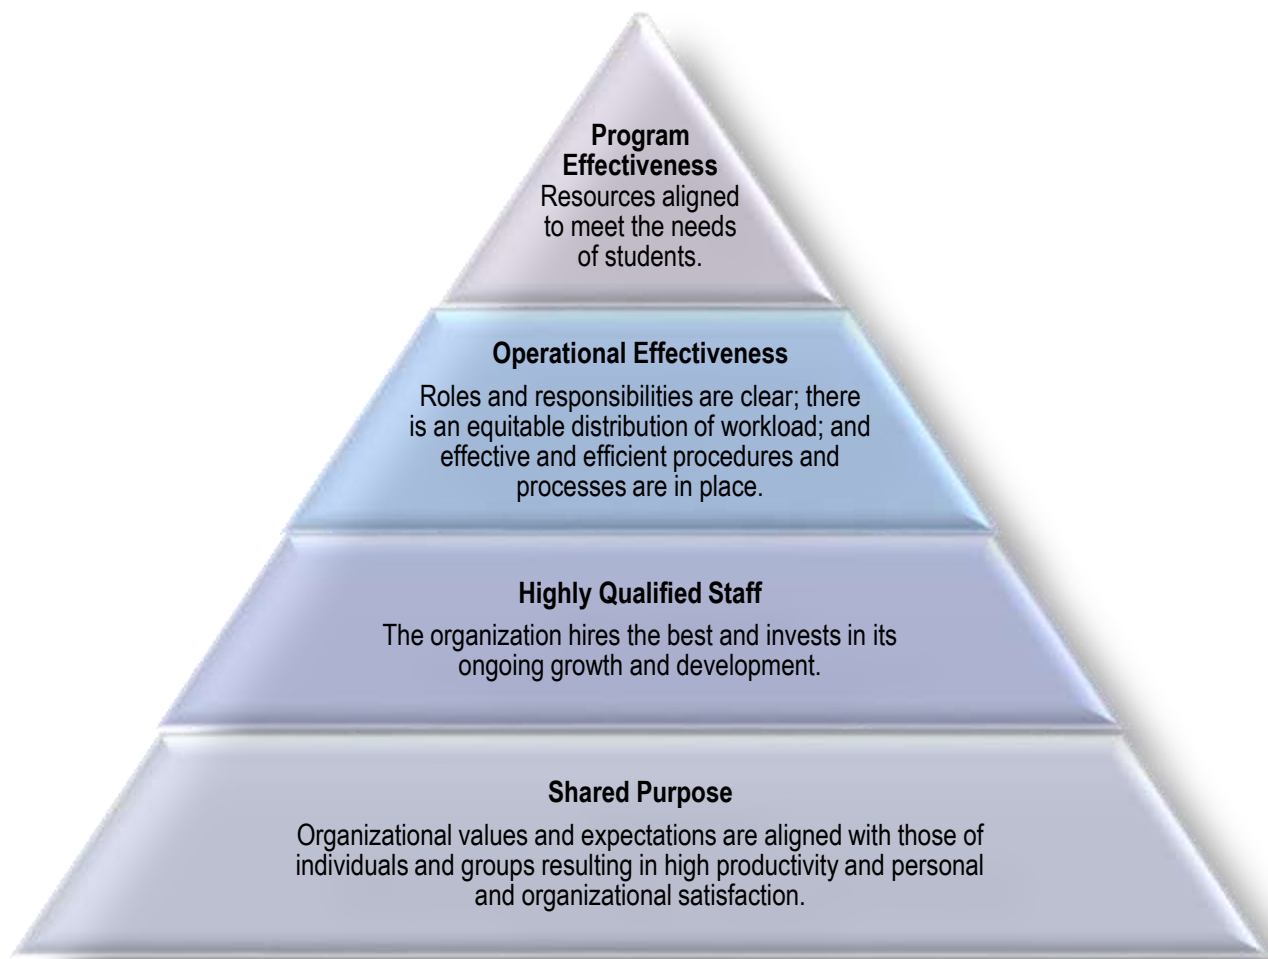 Program
Effectiveness
Resources aligned
to meet the needs
of students.
Operational Effectiveness
Roles and responsibilities are clear; there
is an equitable distribution of workload; and
effective and efficient procedures and
processes are in place.
Highly Qualified Staff
The organization hires the best and invests in its
ongoing growth and development.
Shared Purpose
Organizational values and expectations are aligned with those of
individuals and groups resulting in high productivity and personal
and organizational satisfaction.